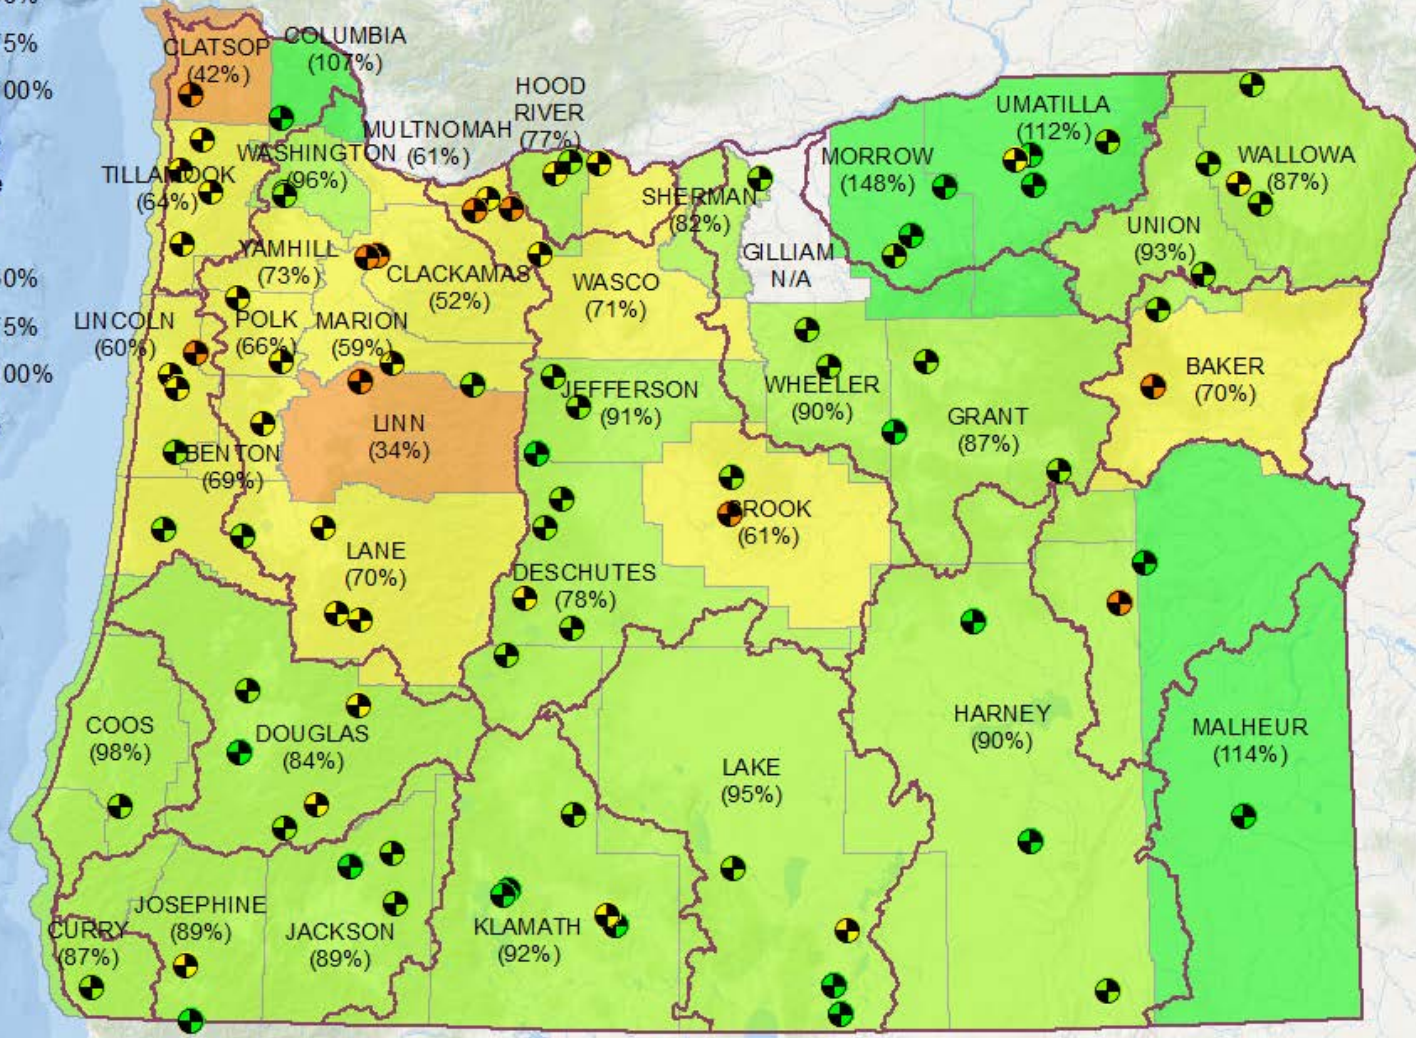 5%
00%
CLATSOP
(42%)
COLUMBIA
(107%)
HOOD
RIVER
(77%)
MULTNOMAH
(61%)
WASHINGTON
(96%)
TILLAMOOK
(64%)
UMATILLA
(112%)
MORROW
(148%)
WALLOWA
(87%)
SHERMAN
(82%)
UNION
(93%)
GILLIAM
N/A
YAMHILL
(73%)
CLACKAMAS
(52%)
WASCO
(71%)
0%
5%
00%
LINCOLN
(60%)
POLK
(66%)
MARION
(59%)
BAKER
(70%)
JEFFERSON
(91%)
WHEELER
(90%)
GRANT
(87%)
LINN
(34%)
BENTON
(69%)
CROOK
(61%)
LANE
(70%)
DESCHUTES
(78%)
COOS
(98%)
DOUGLAS
(84%)
HARNEY
(90%)
MALHEUR
(114%)
LAKE
(95%)
CURRY
(87%)
JOSEPHINE
(89%)
JACKSON
(89%)
KLAMATH
(92%)